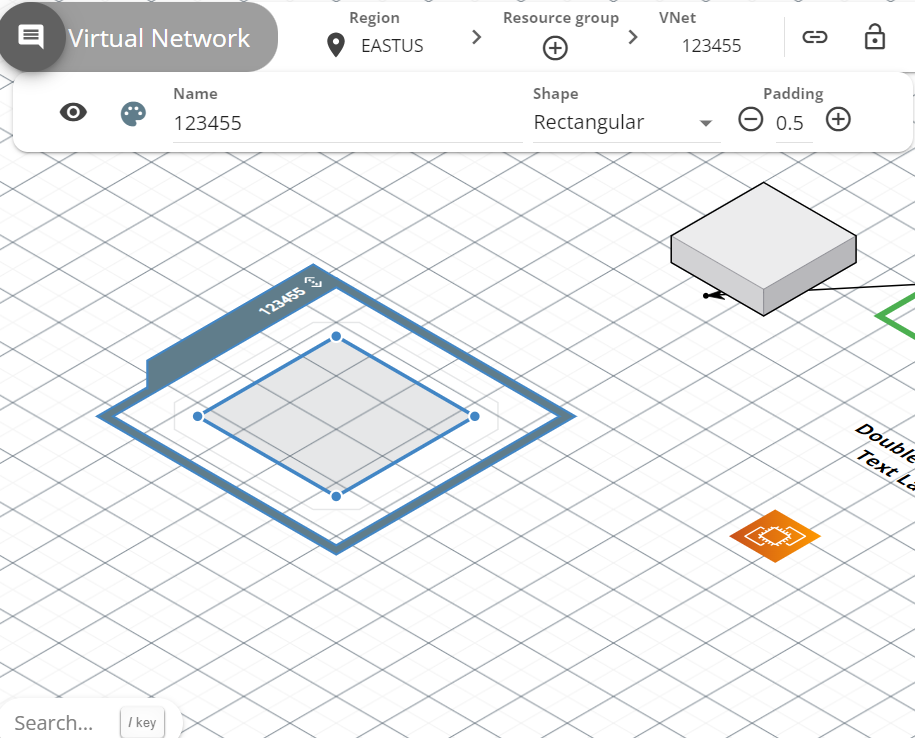 Virtual Network
Region
EASTUS
Resource group
VNet
123455
Name
123455
Shape
Rectangular
Padding
0.5
123455
Double
Text La
Search...
/ key